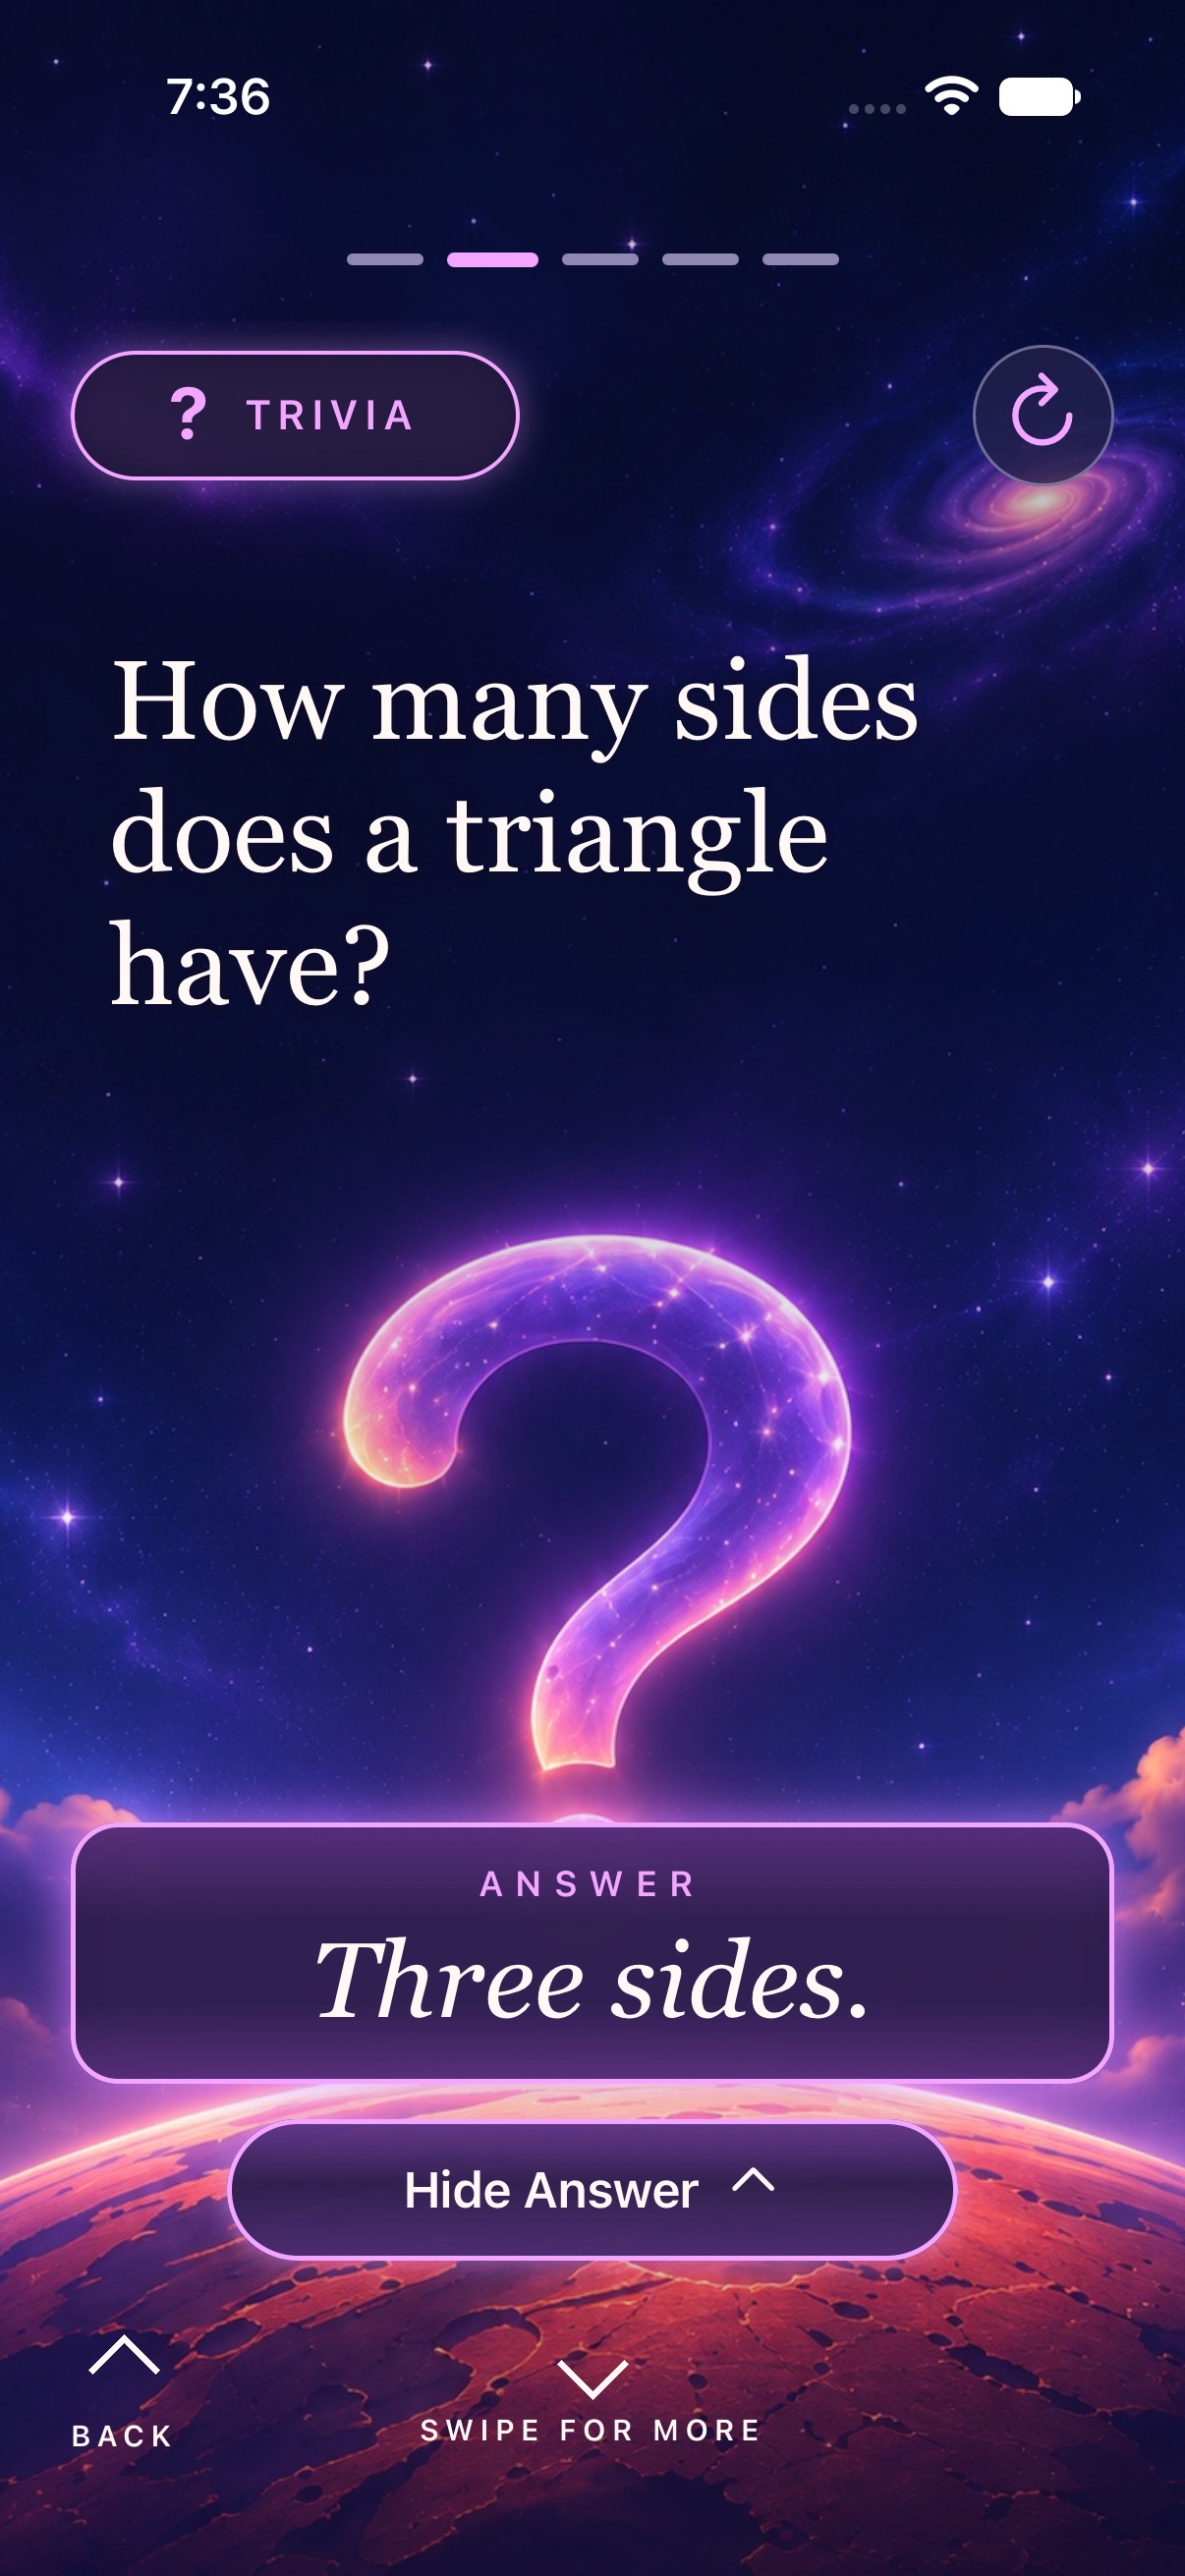 7:36
? TRIVIA
How many sides
does a triangle
have?
ANSWER
Three sides.
Hide Answer
BACK
SWIPE FOR MORE